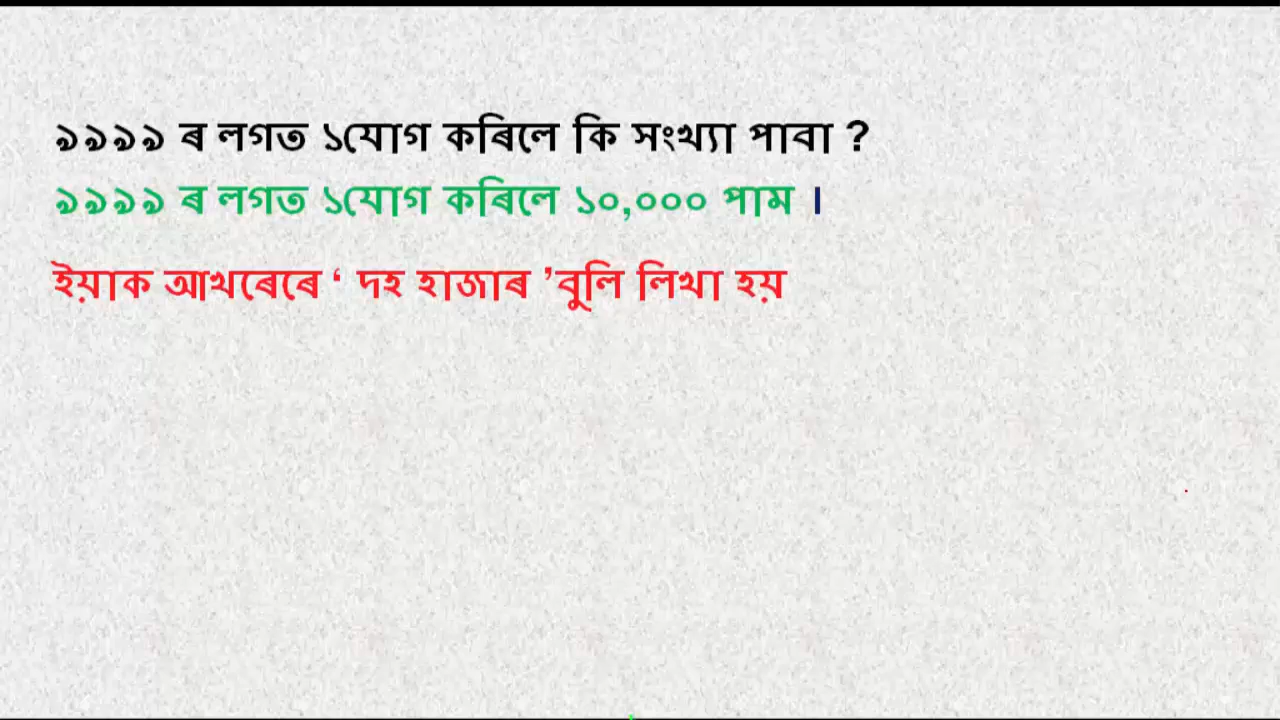 ৯৯৯৯ ৰ লগত ১যোগ কৰিলে কি সংখ্যা পাবা ?
৯৯৯৯ ৰ লগত ১যোগ কৰিলে ১০,০০০ পাম ।
ইয়াক আখৰেৰে ‘ দহ হাজাৰ ’বুলি লিখা হয়